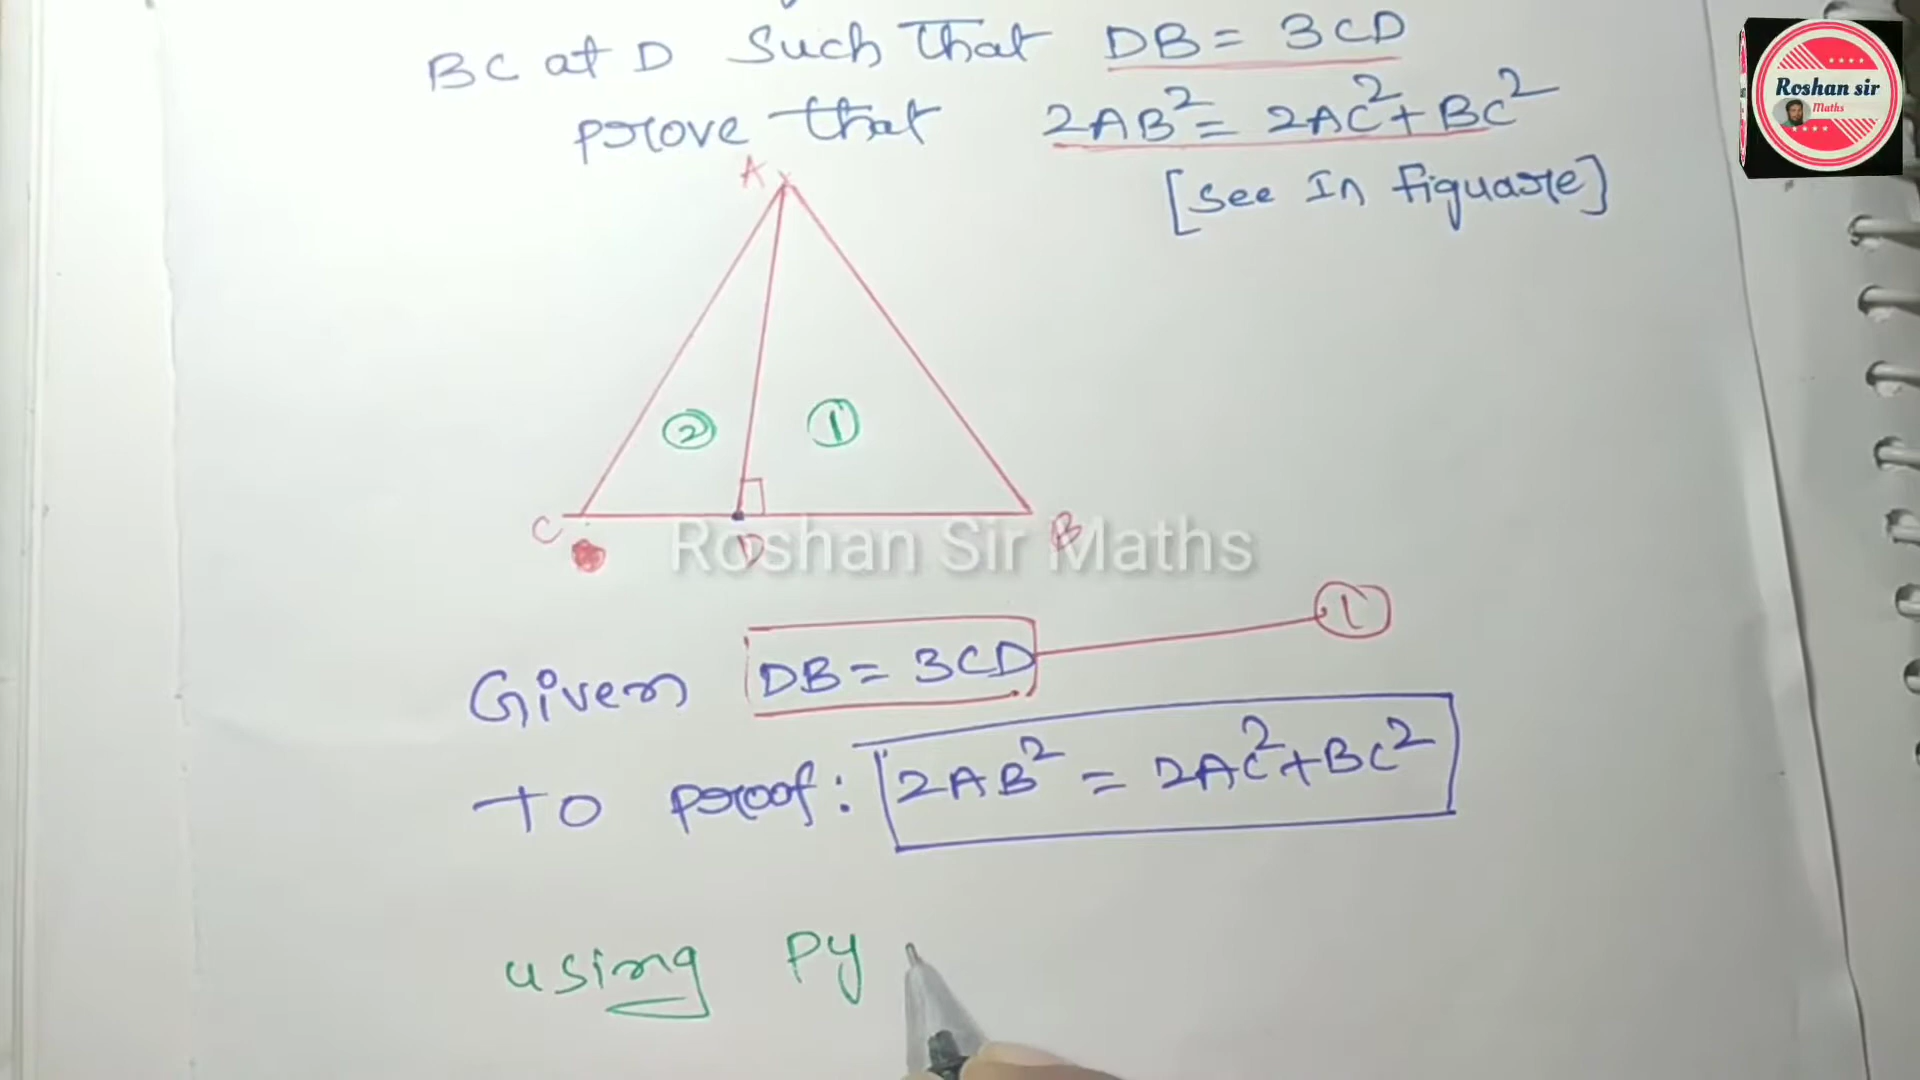 BC at D Such That DB = 3CD
prove that 2AB² = 2AC² + BC²
[See In figuare]
Roshan sir
Maths
A
② ①
C D B
Roshan Sir Maths
Given DB = 3CD ①
To proof: 2AB² = 2AC² + BC²
using Py